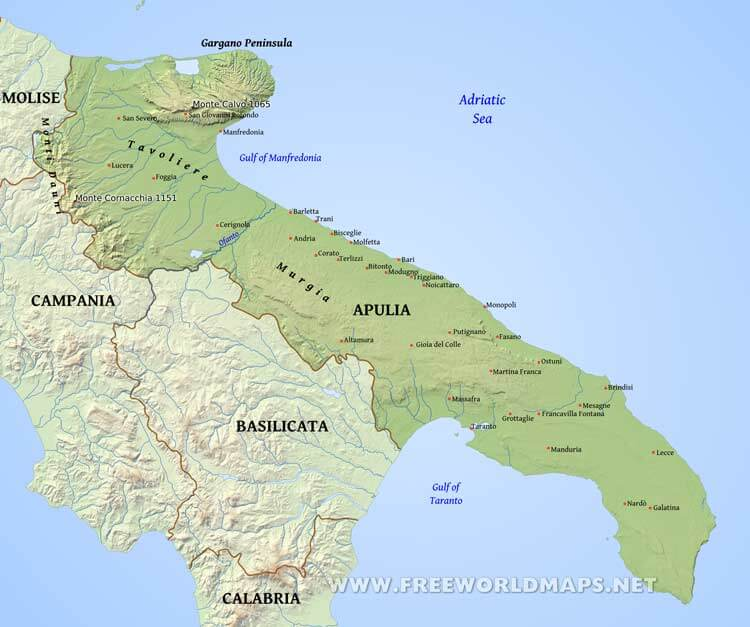 Gargano Peninsula
MOLISE
Monte Calvo 1065
San Severo
San Giovanni Rotondo
Adriatic
Sea
Manfredonia
Monti Dauni
Tavoliere
Gulf of Manfredonia
Lucera
Foggia
Monte Cornacchia 1151
Barletta
Trani
Cerignola
Ofanto
Andria
Bisceglie
Molfetta
Corato
Terlizzi
Bari
Bitonto
Modugno
Triggiano
Noicattaro
Murgia
CAMPANIA
APULIA
Monopoli
Altamura
Gioia del Colle
Putignano
Fasano
Ostuni
Martina Franca
Brindisi
Massafra
Mesagne
Grottaglie
Francavilla Fontana
BASILICATA
Taranto
Manduria
Lecce
Gulf of
Taranto
Nardò
Galatina
WWW.FREEWORLDMAPS.NET
CALABRIA